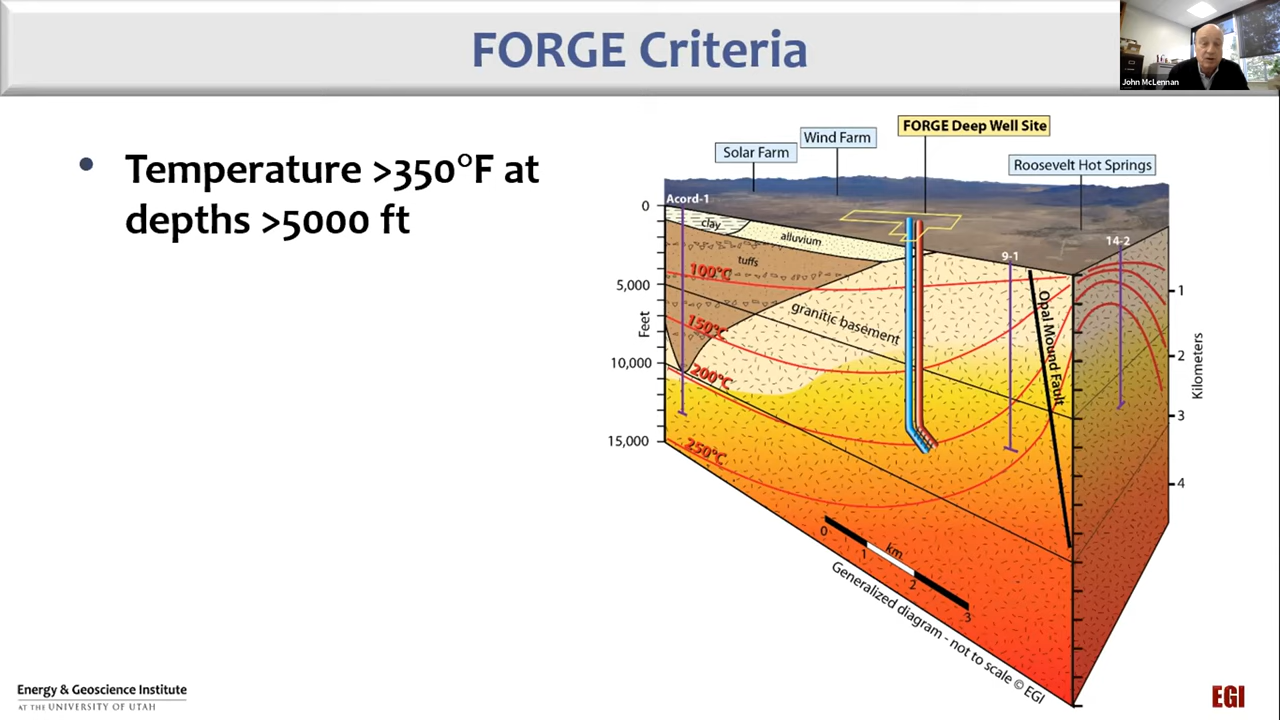 FORGE Criteria
John McLennan
• Temperature >350°F at
depths >5000 ft
FORGE Deep Well Site
Wind Farm
Solar Farm
Roosevelt Hot Springs
Acord-1
0
clay
alluvium
14-2
9-1
tuffs
100°C
5,000
1
Opal Mound Fault
granitic basement
Feet
150°C
2
Kilometers
10,000
200°C
3
15,000
250°C
4
km
0
1
2
3
Generalized diagram - not to scale © EGI
Energy & Geoscience Institute
AT THE UNIVERSITY OF UTAH
EGI